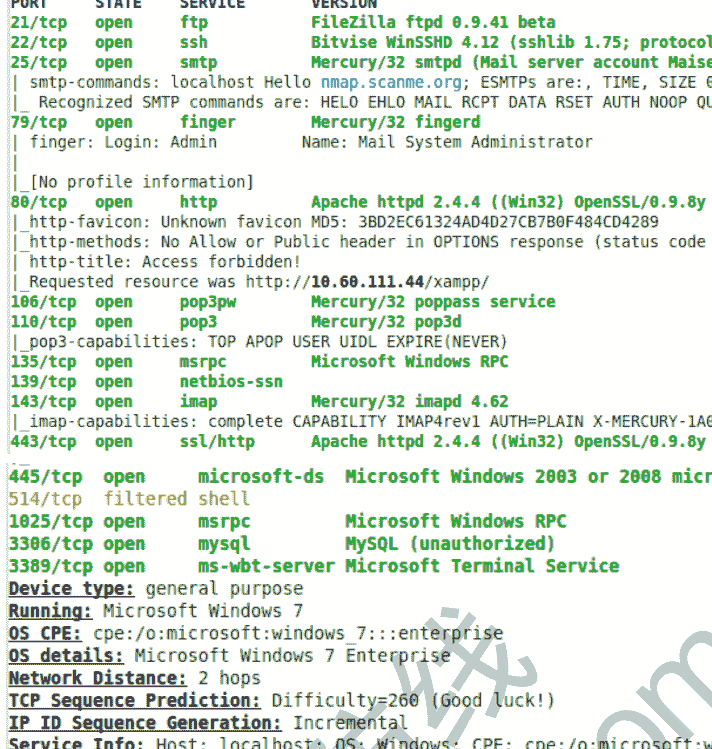 PORT STATE SERVICE VERSION
21/tcp open ftp FileZilla ftpd 0.9.41 beta
22/tcp open ssh Bitvise WinSSHD 4.12 (sshlib 1.75; protocol
25/tcp open smtp Mercury/32 smtpd (Mail server account Maise
| smtp-commands: localhost Hello nmap.scanme.org; ESMTPs are:, TIME, SIZE 0
|_ Recognized SMTP commands are: HELO EHLO MAIL RCPT DATA RSET AUTH NOOP QU
79/tcp open finger Mercury/32 fingerd
| finger: Login: Admin Name: Mail System Administrator
|
|_[No profile information]
80/tcp open http Apache httpd 2.4.4 ((Win32) OpenSSL/0.9.8y
|_http-favicon: Unknown favicon MD5: 3BD2EC61324AD4D27CB7B0F484CD4289
|_http-methods: No Allow or Public header in OPTIONS response (status code
| http-title: Access forbidden!
|_Requested resource was http://10.60.111.44/xampp/
106/tcp open pop3pw Mercury/32 poppass service
110/tcp open pop3 Mercury/32 pop3d
|_pop3-capabilities: TOP APOP USER UIDL EXPIRE(NEVER)
135/tcp open msrpc Microsoft Windows RPC
139/tcp open netbios-ssn
143/tcp open imap Mercury/32 imapd 4.62
|_imap-capabilities: complete CAPABILITY IMAP4rev1 AUTH=PLAIN X-MERCURY-1A0
443/tcp open ssl/http Apache httpd 2.4.4 ((Win32) OpenSSL/0.9.8y
445/tcp open microsoft-ds Microsoft Windows 2003 or 2008 micr
514/tcp filtered shell
1025/tcp open msrpc Microsoft Windows RPC
3306/tcp open mysql MySQL (unauthorized)
3389/tcp open ms-wbt-server Microsoft Terminal Service
Device type: general purpose
Running: Microsoft Windows 7
OS CPE: cpe:/o:microsoft:windows_7:::enterprise
OS details: Microsoft Windows 7 Enterprise
Network Distance: 2 hops
TCP Sequence Prediction: Difficulty=260 (Good luck!)
IP ID Sequence Generation: Incremental
Service Info: Host: localhost; OS: Windows; CPE: cpe:/o:microsoft:w